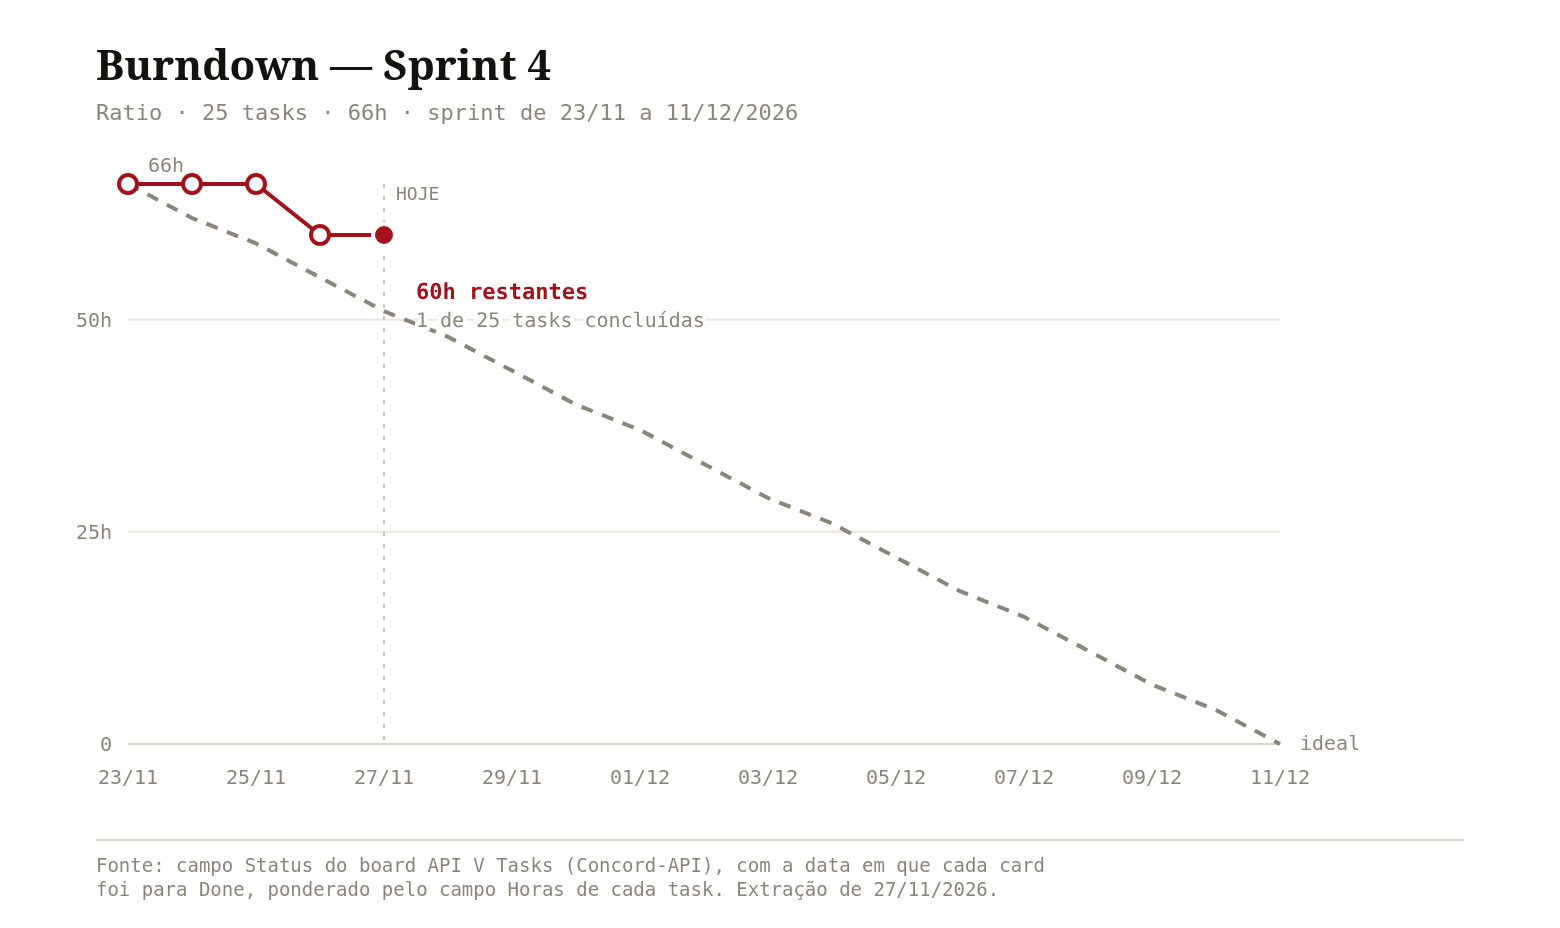 Burndown — Sprint 4
Ratio · 25 tasks · 66h · sprint de 23/11 a 11/12/2026
66h
HOJE
60h restantes
1 de 25 tasks concluídas
50h
25h
0
ideal
23/11 25/11 27/11 29/11 01/12 03/12 05/12 07/12 09/12 11/12
Fonte: campo Status do board API V Tasks (Concord-API), com a data em que cada card
foi para Done, ponderado pelo campo Horas de cada task. Extração de 27/11/2026.